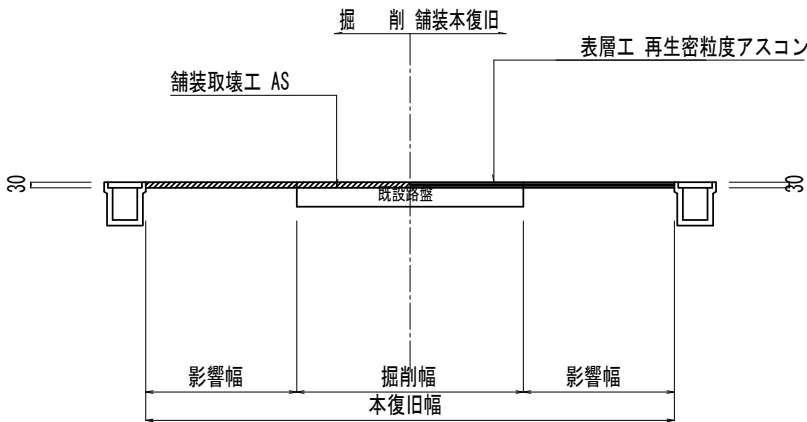 掘　　削 舗装本復旧
表層工 再生密粒度アスコン
舗装取壊工 AS
30
30
既設路盤
影響幅
掘削幅
影響幅
本復旧幅